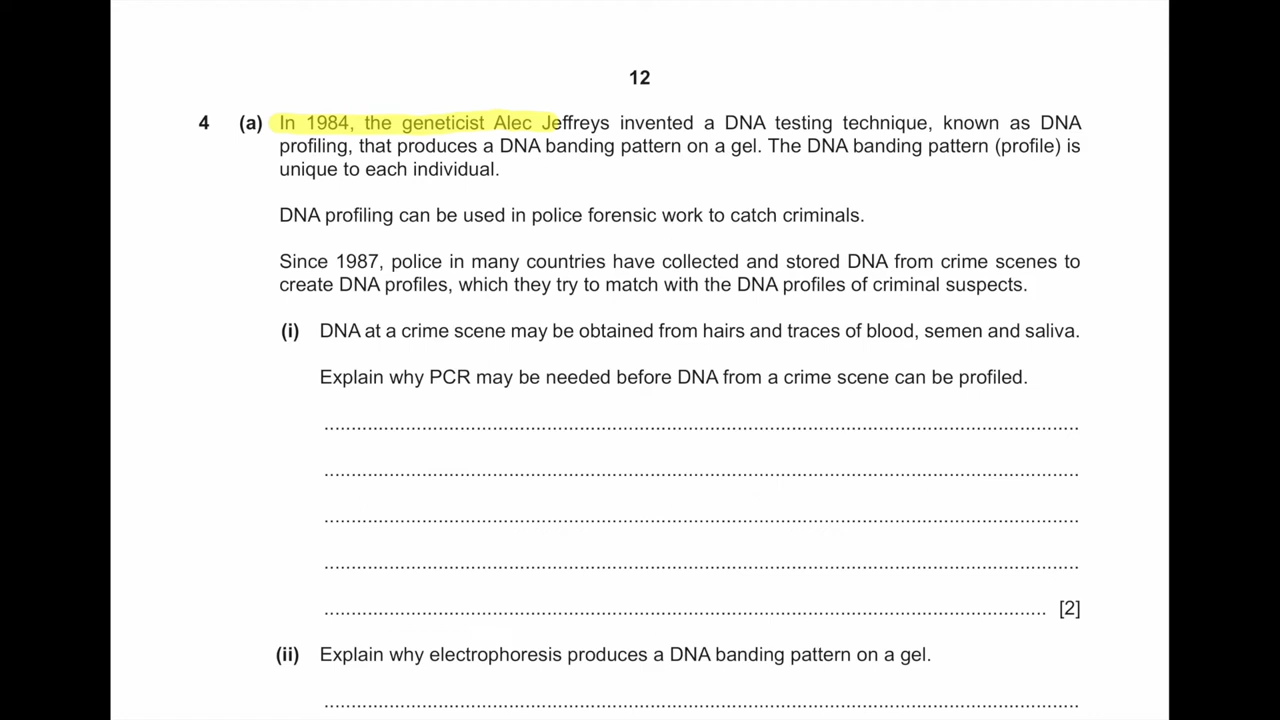 12
4 (a) In 1984, the geneticist Alec Jeffreys invented a DNA testing technique, known as DNA
profiling, that produces a DNA banding pattern on a gel. The DNA banding pattern (profile) is
unique to each individual.
DNA profiling can be used in police forensic work to catch criminals.
Since 1987, police in many countries have collected and stored DNA from crime scenes to
create DNA profiles, which they try to match with the DNA profiles of criminal suspects.
(i) DNA at a crime scene may be obtained from hairs and traces of blood, semen and saliva.
Explain why PCR may be needed before DNA from a crime scene can be profiled.
[2]
(ii) Explain why electrophoresis produces a DNA banding pattern on a gel.